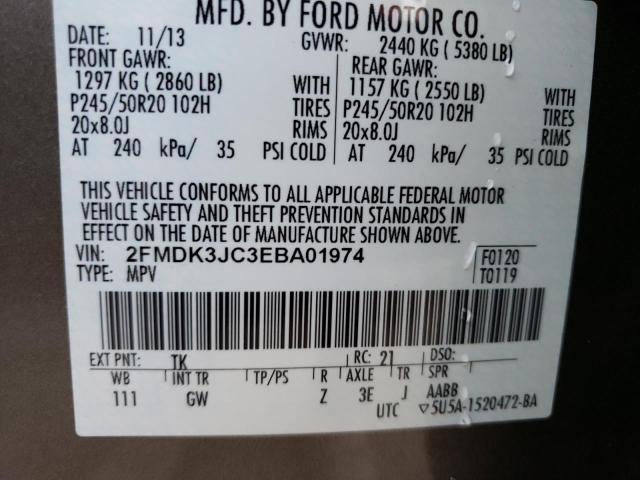 MFD. BY FORD MOTOR CO.
DATE: 11/13 GVWR: 2440 KG ( 5380 LB)
FRONT GAWR: REAR GAWR:
1297 KG ( 2860 LB) WITH 1157 KG ( 2550 LB) WITH
P245/50R20 102H TIRES P245/50R20 102H TIRES
20x8.0J RIMS 20x8.0J RIMS
AT 240 kPa/ 35 PSI COLD AT 240 kPa/ 35 PSI COLD
THIS VEHICLE CONFORMS TO ALL APPLICABLE FEDERAL MOTOR
VEHICLE SAFETY AND THEFT PREVENTION STANDARDS IN
EFFECT ON THE DATE OF MANUFACTURE SHOWN ABOVE.
VIN: 2FMDK3JC3EBA01974 F0120
TYPE: MPV T0119
EXT PNT: TK RC: 21 DSO:
WB INT TR TP/PS R AXLE TR SPR
111 GW Z 3E J AABB
UTC ▽5U5A-1520472-BA